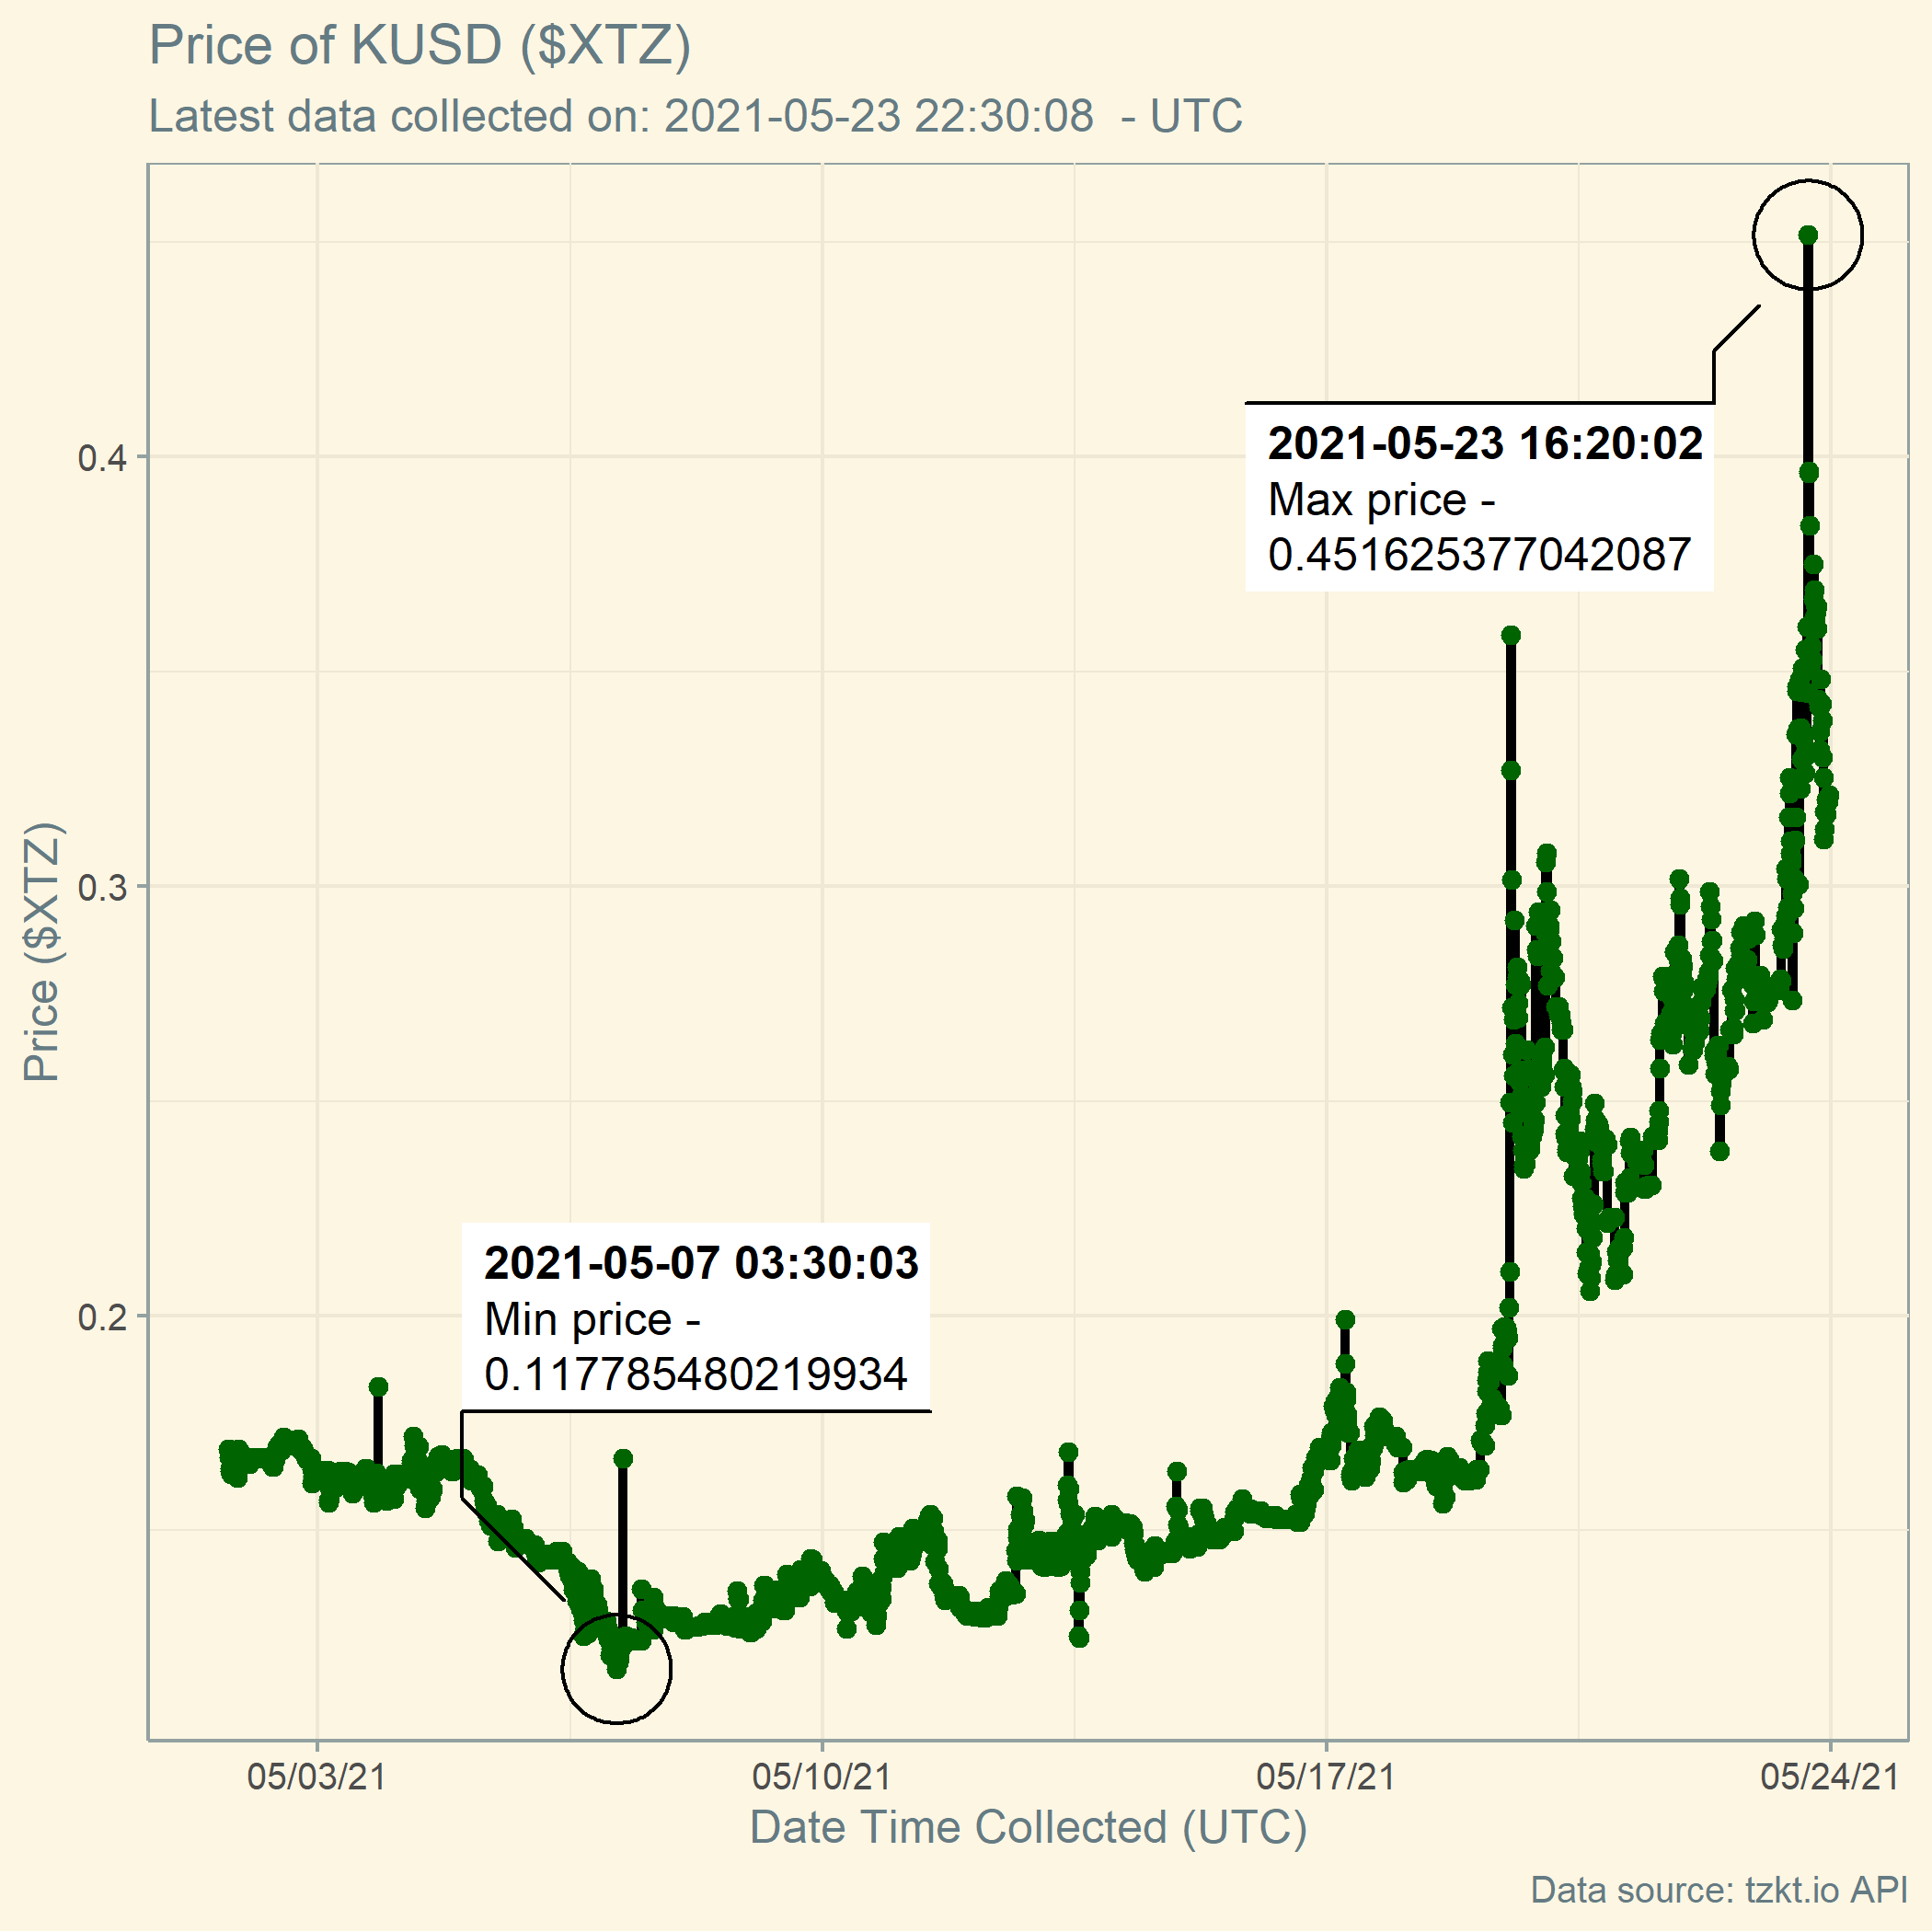 Price of KUSD ($XTZ)
Latest data collected on: 2021-05-23 22:30:08  - UTC
2021-05-23 16:20:02
Max price -
0.451625377042087
2021-05-07 03:30:03
Min price -
0.117785480219934
Price ($XTZ)
0.4
0.3
0.2
05/03/21
05/10/21
05/17/21
05/24/21
Date Time Collected (UTC)
Data source: tzkt.io API